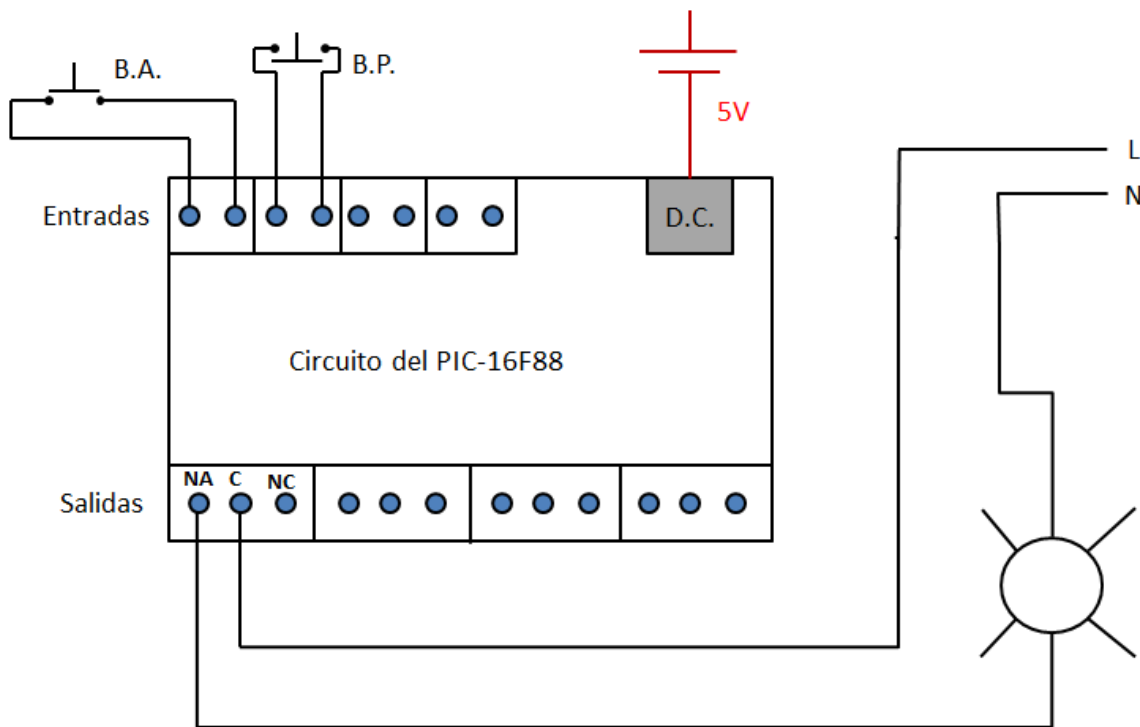 B.A.
B.P.
5V
L
N
Entradas
D.C.
Circuito del PIC-16F88
NA C NC
Salidas